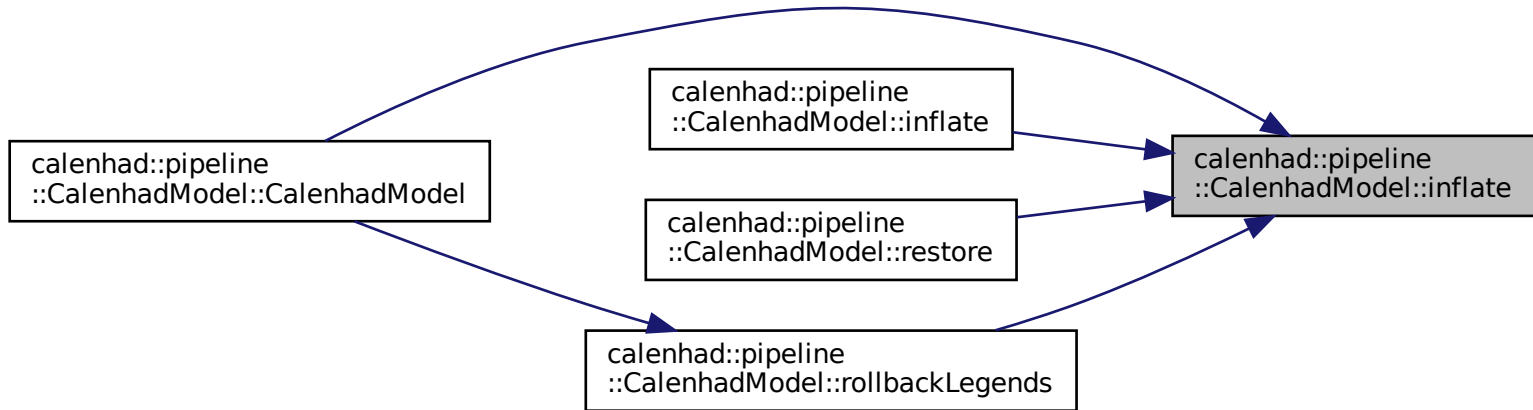 calenhad::pipeline
::CalenhadModel::CalenhadModel
calenhad::pipeline
::CalenhadModel::inflate
calenhad::pipeline
::CalenhadModel::restore
calenhad::pipeline
::CalenhadModel::rollbackLegends
calenhad::pipeline
::CalenhadModel::inflate